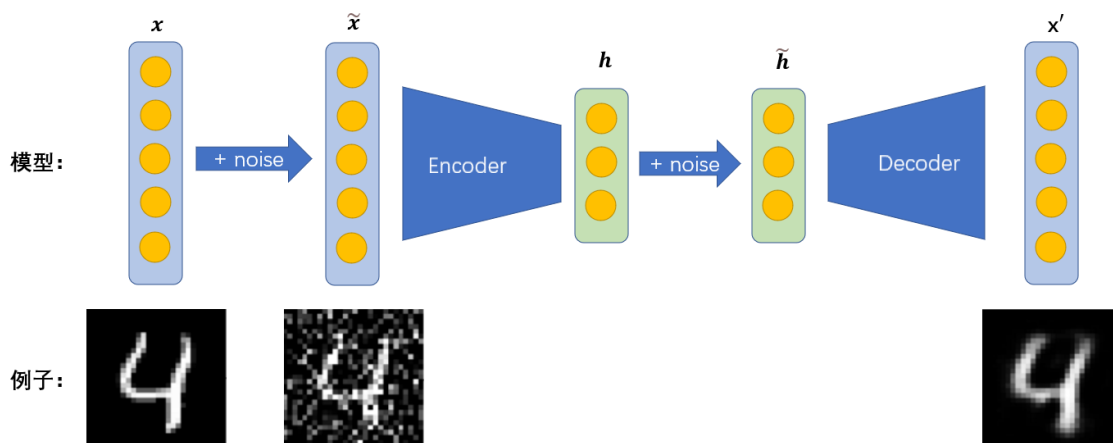 x x̃ h h̃ x′
模型：
+ noise
Encoder
+ noise
Decoder
例子：